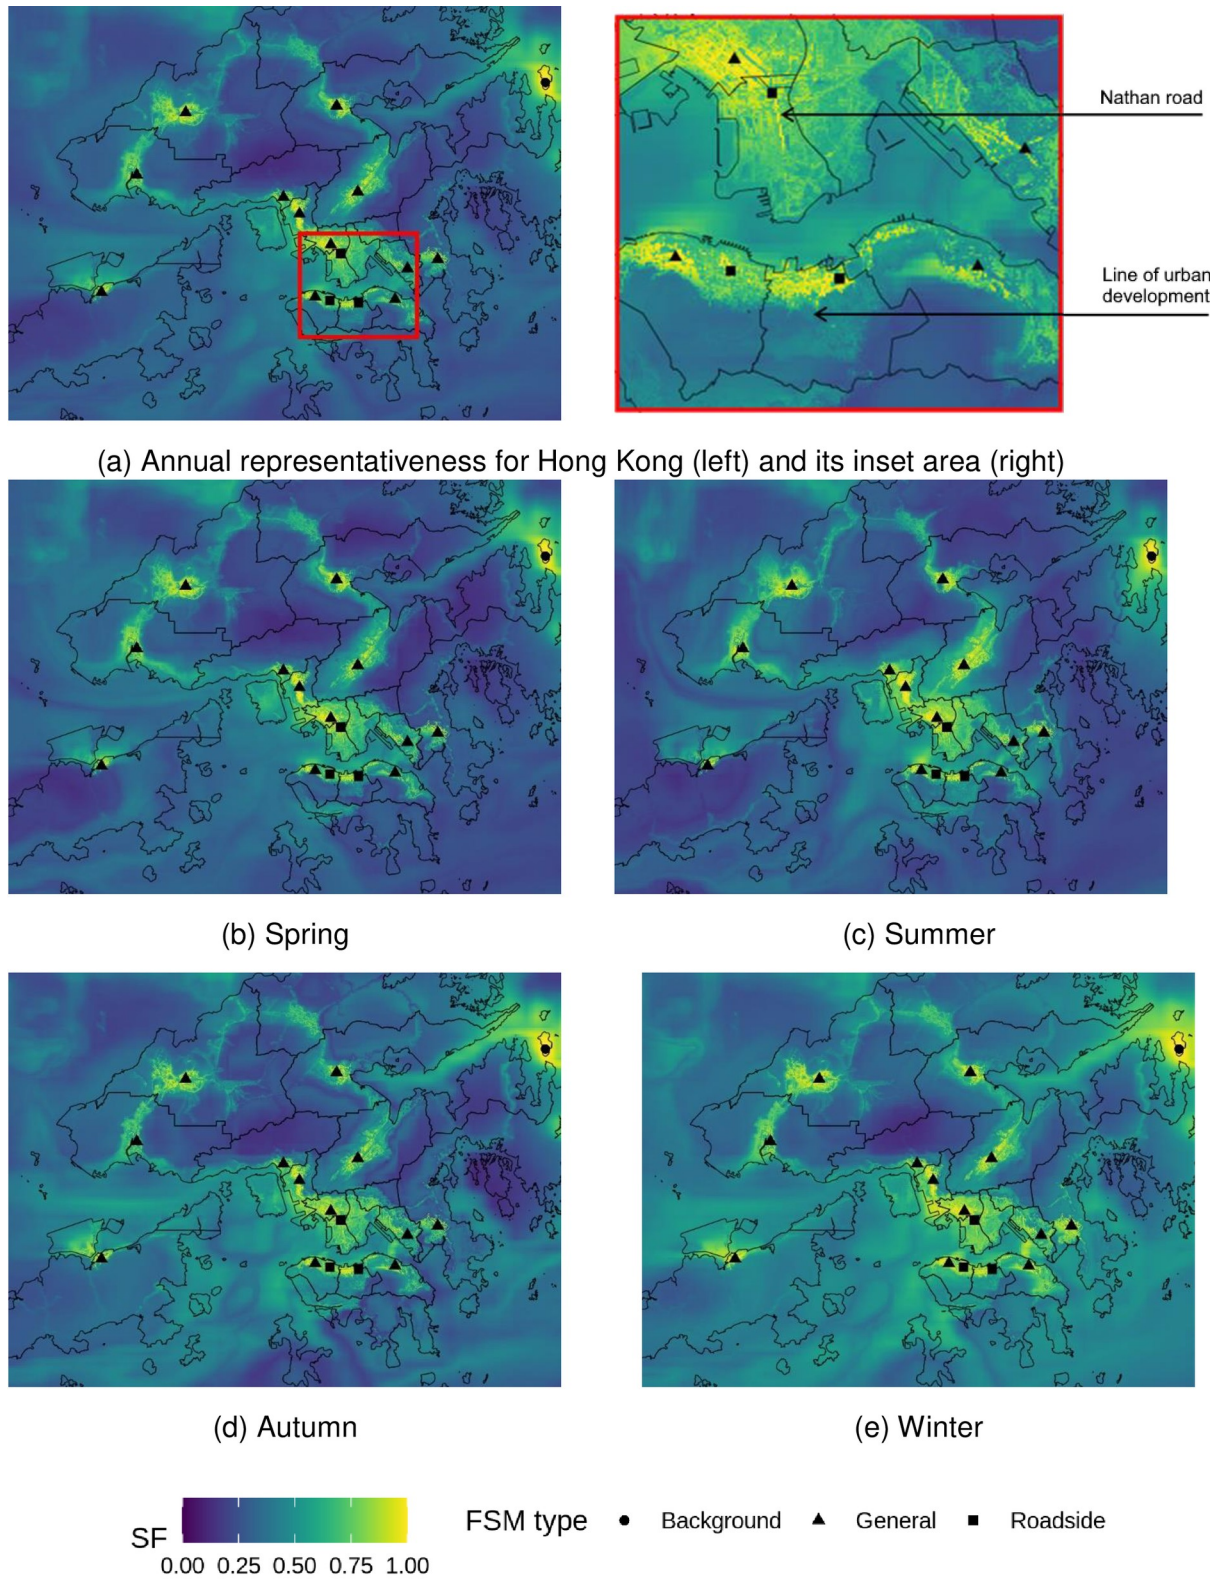 Nathan road
Line of urban
development
(a) Annual representativeness for Hong Kong (left) and its inset area (right)
(b) Spring
(c) Summer
(d) Autumn
(e) Winter
SF
0.00 0.25 0.50 0.75 1.00
FSM type
Background
General
Roadside